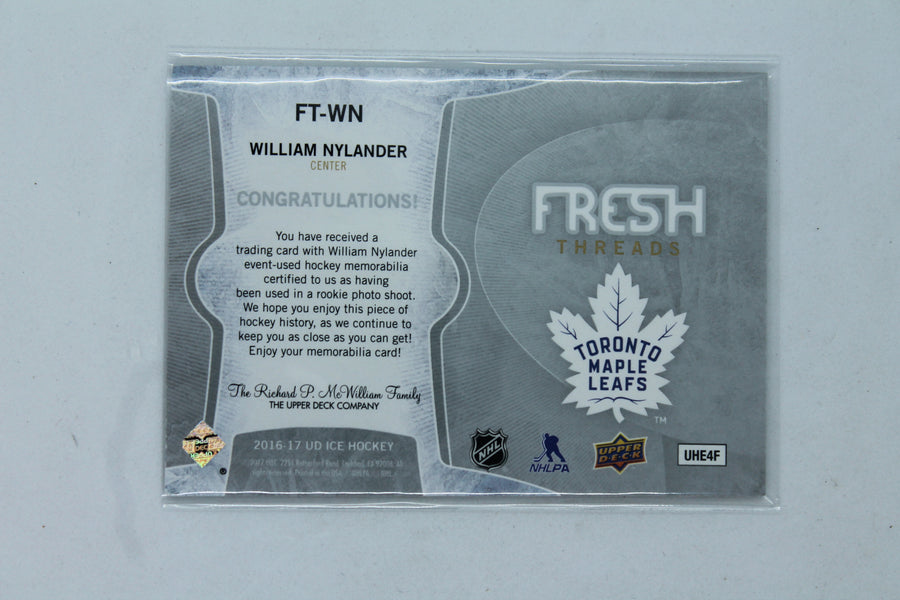 FT-WN
WILLIAM NYLANDER
CENTER
CONGRATULATIONS!
You have received a
trading card with William Nylander
event-used hockey memorabilia
certified to us as having
been used in a rookie photo shoot.
We hope you enjoy this piece of
hockey history, as we continue to
keep you as close as you can get!
Enjoy your memorabilia card!
The Richard P. McWilliam Family
THE UPPER DECK COMPANY
2016-17 UD ICE HOCKEY
FRESH
THREADS
TORONTO
MAPLE
LEAFS
TM
NHL
NHLPA
UPPER
DECK
UHE4F